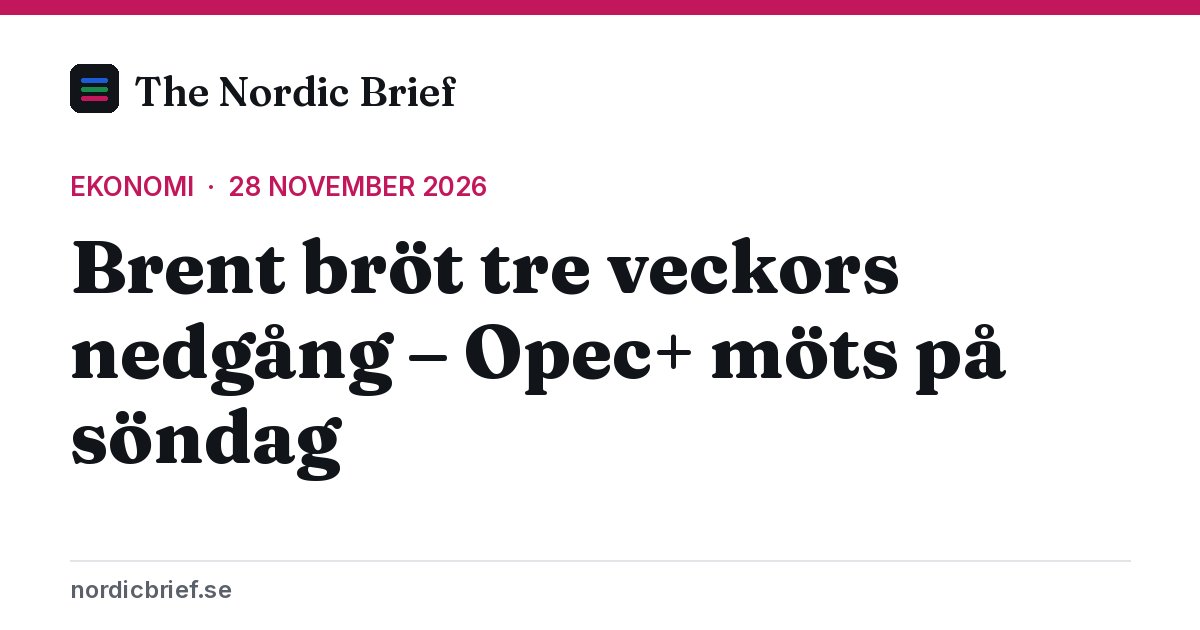 The Nordic Brief
EKONOMI · 28 NOVEMBER 2026
Brent bröt tre veckors
nedgång – Opec+ möts på
söndag
nordicbrief.se